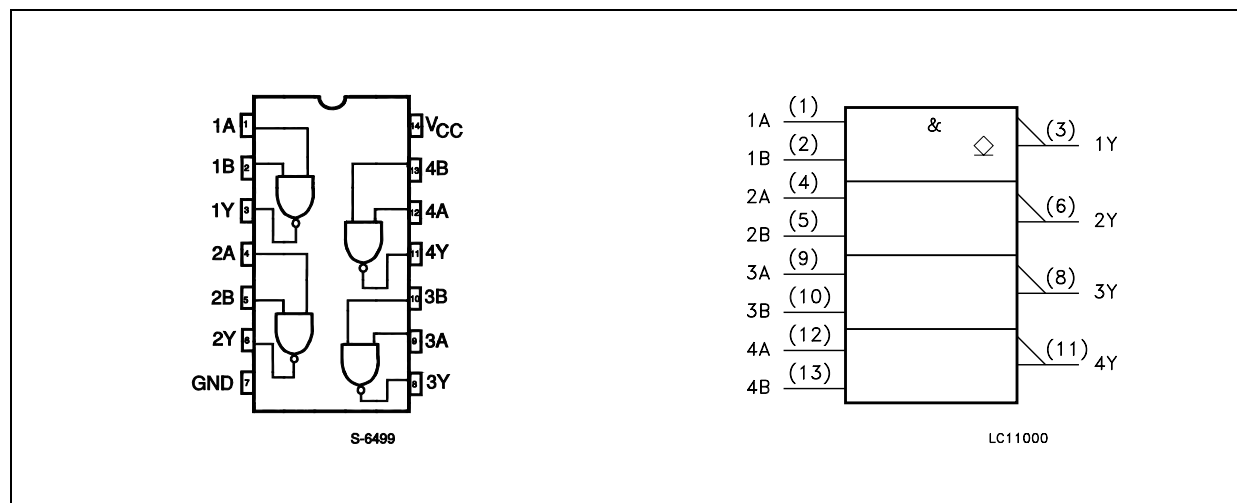 1A 1 14 VCC
1B 2 13 4B
1Y 3 12 4A
2A 4 11 4Y
2B 5 10 3B
2Y 6 9 3A
GND 7 8 3Y
S-6499
1A (1) & (3) 1Y
1B (2)
2A (4) (6) 2Y
2B (5)
3A (9) (8) 3Y
3B (10)
4A (12) (11) 4Y
4B (13)
LC11000